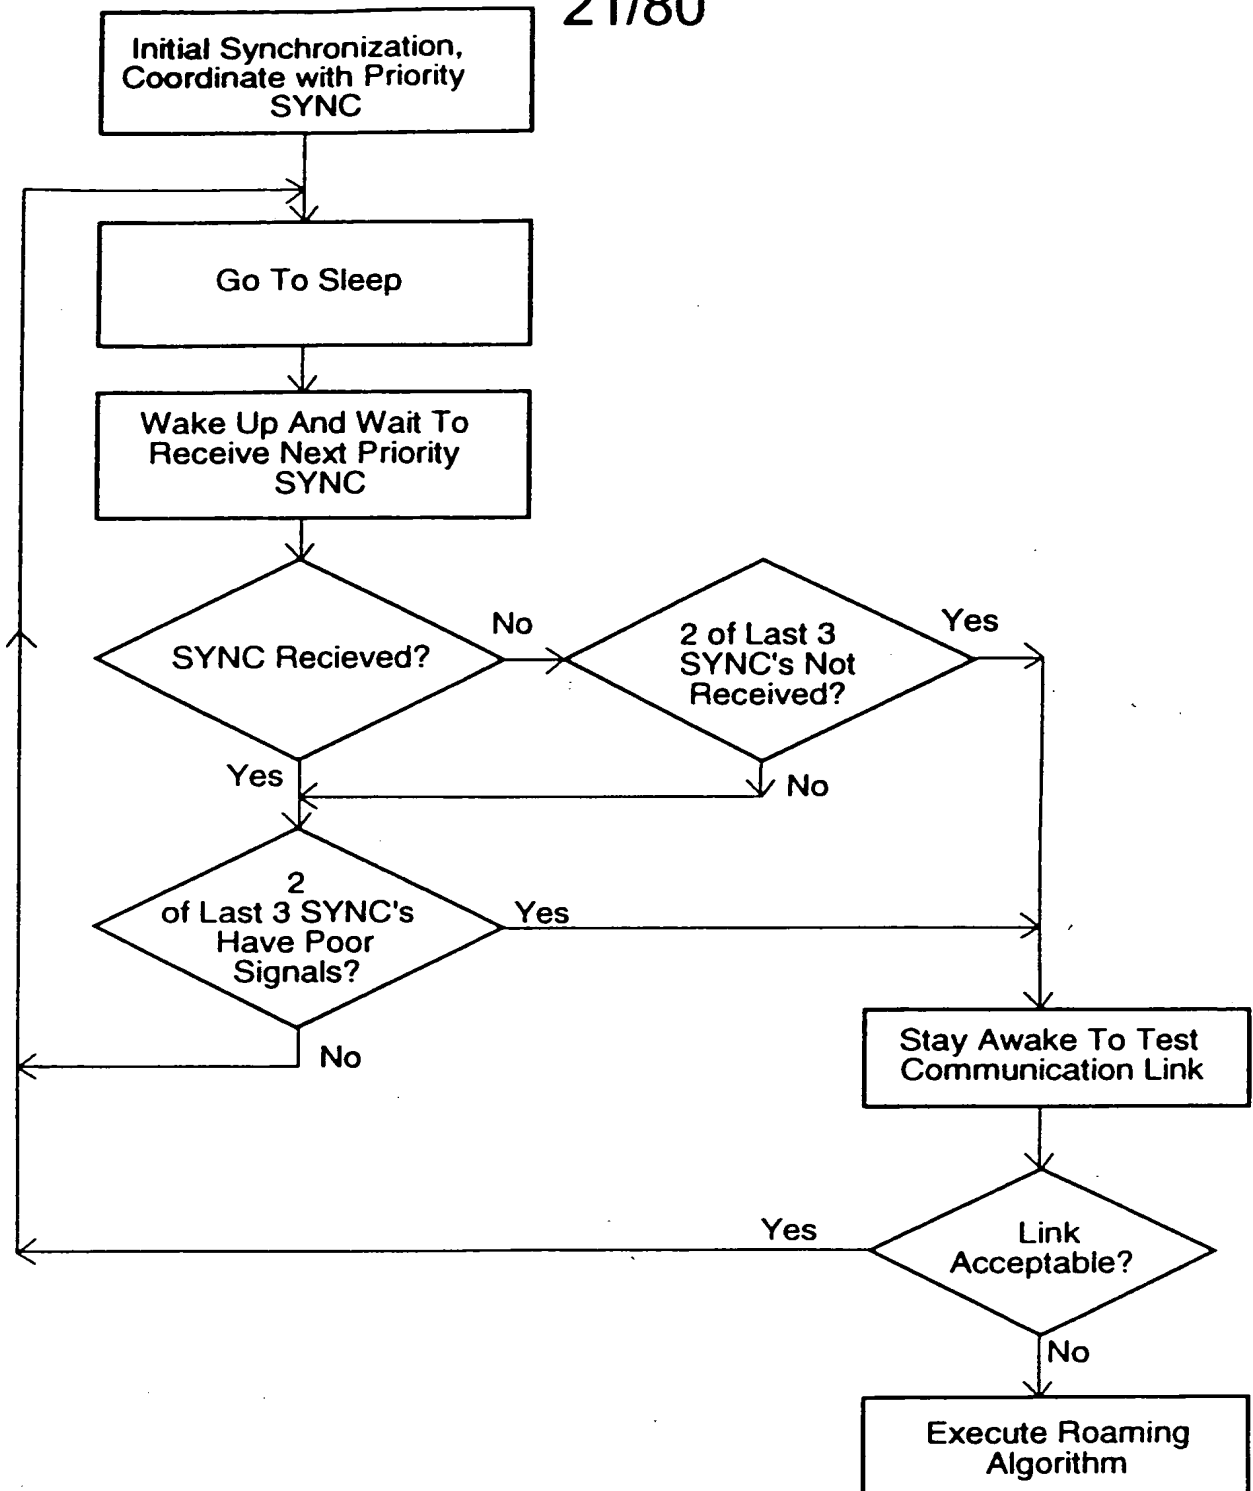 21/80
Initial Synchronization,
Coordinate with Priority
SYNC
Go To Sleep
Wake Up And Wait To
Receive Next Priority
SYNC
SYNC Recieved?
No
2 of Last 3
SYNC's Not
Received?
Yes
Yes
No
2
of Last 3 SYNC's
Have Poor
Signals?
Yes
No
Stay Awake To Test
Communication Link
Yes
Link
Acceptable?
No
Execute Roaming
Algorithm